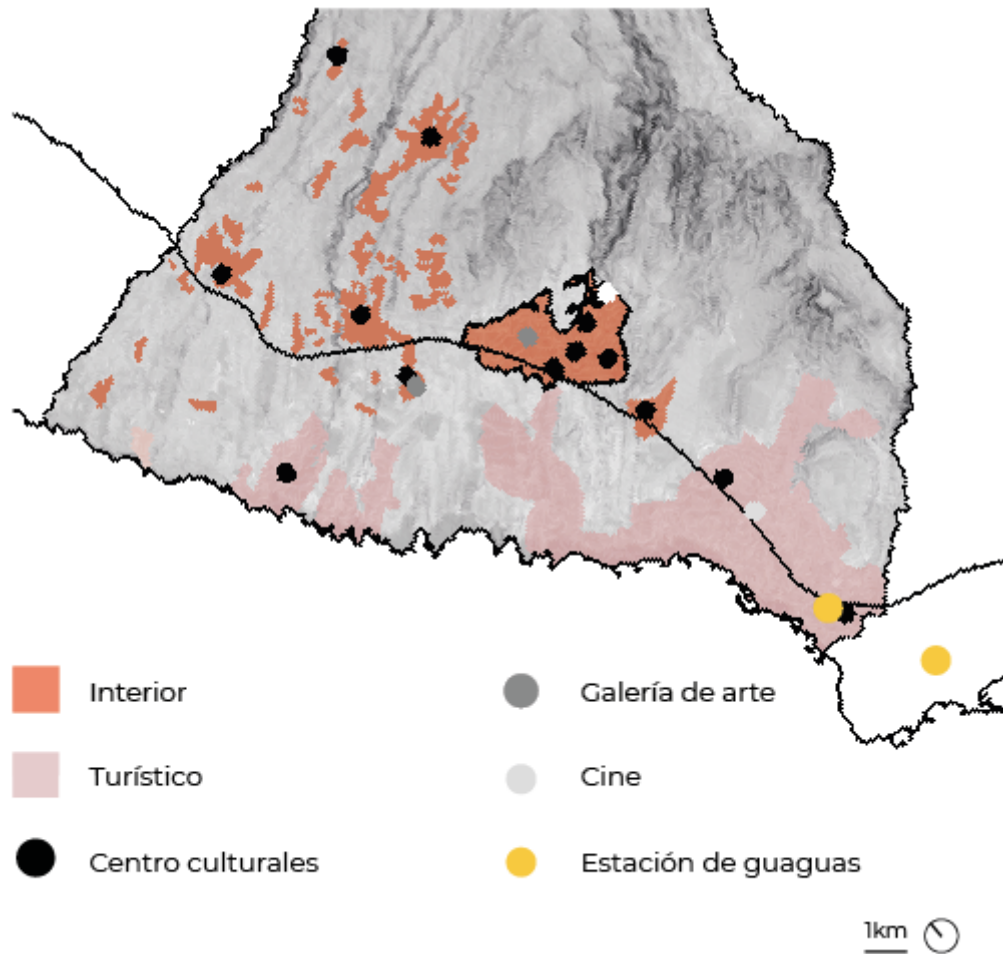 Interior
Galería de arte
Turístico
Cine
Centro culturales
Estación de guaguas
1km